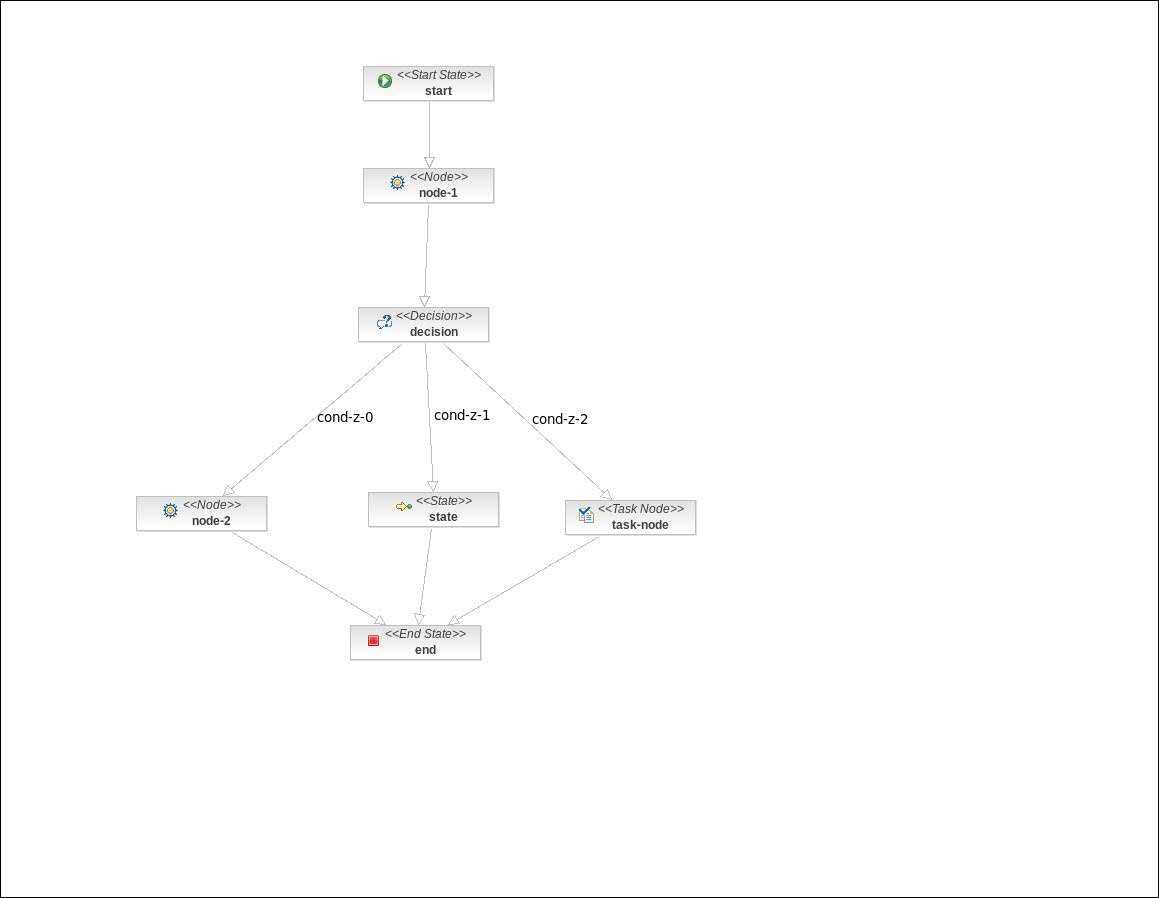 <<Start State>>
start
<<Node>>
node-1
<<Decision>>
decision
cond-z-0
cond-z-1
cond-z-2
<<Node>>
node-2
<<State>>
state
<<Task Node>>
task-node
<<End State>>
end